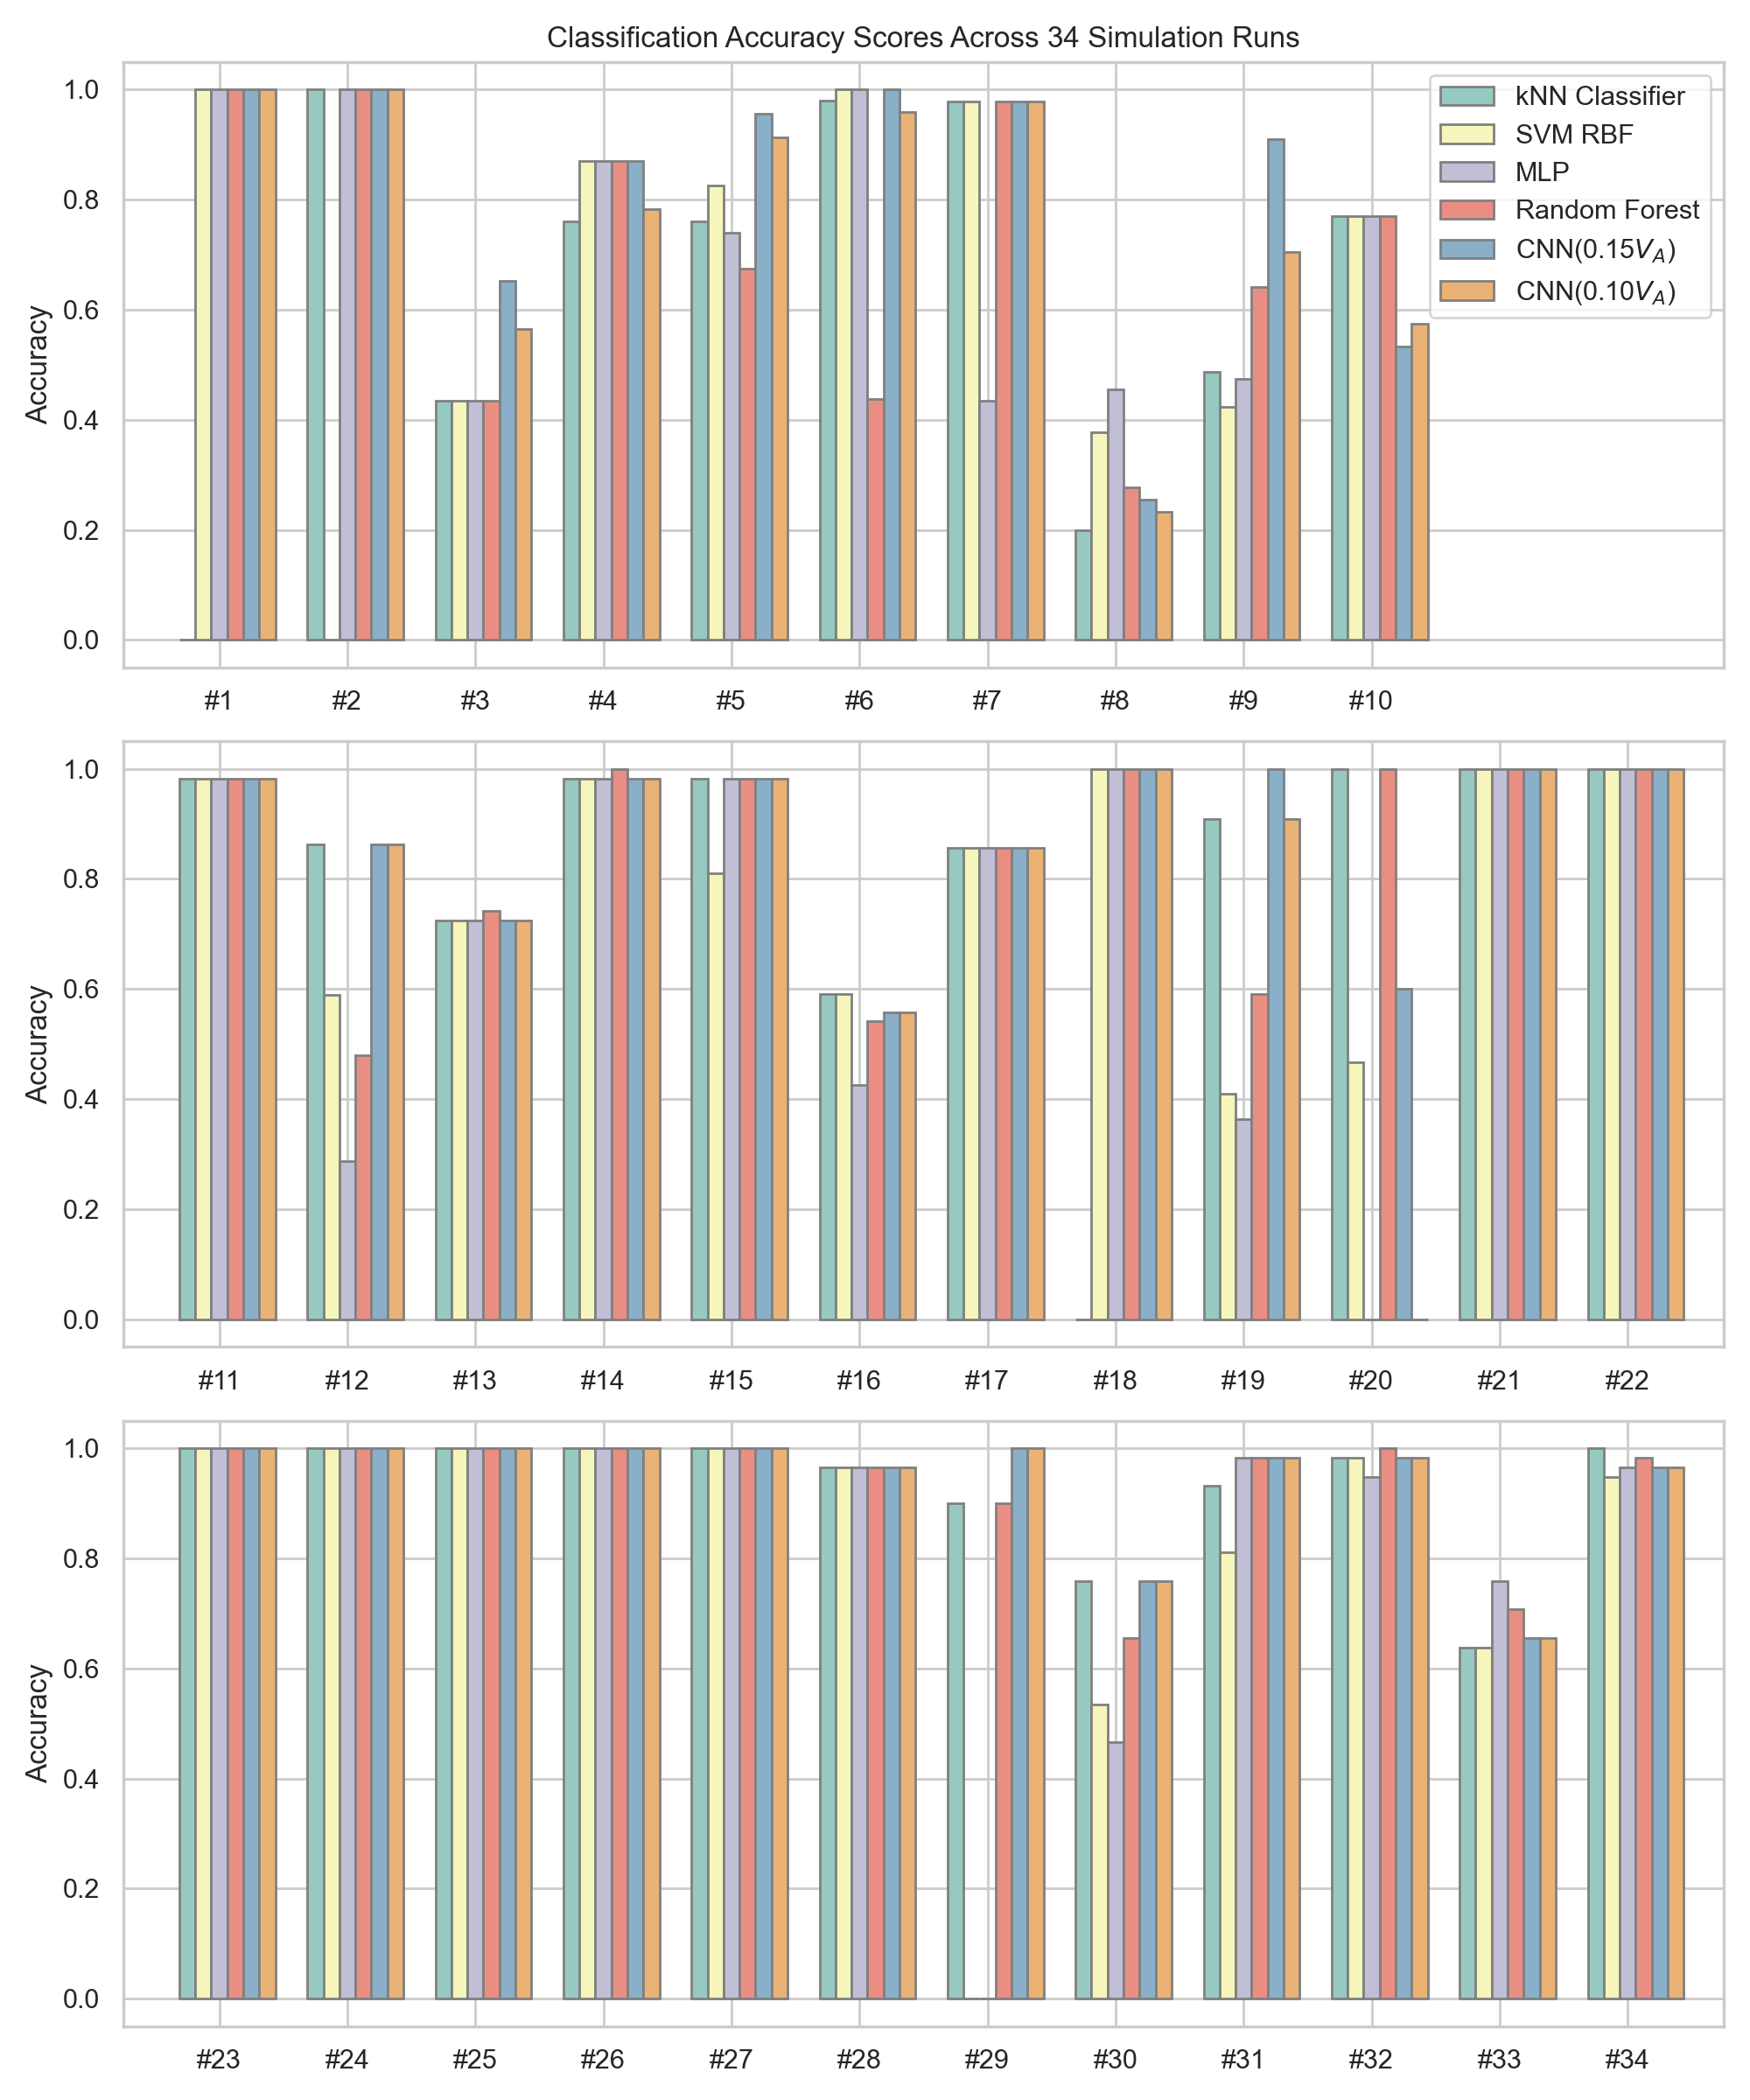 Classification Accuracy Scores Across 34 Simulation Runs
Accuracy
1.0
0.8
0.6
0.4
0.2
0.0
kNN Classifier
SVM RBF
MLP
Random Forest
CNN(0.15V_A)
CNN(0.10V_A)
#1 #2 #3 #4 #5 #6 #7 #8 #9 #10
Accuracy
1.0
0.8
0.6
0.4
0.2
0.0
#11 #12 #13 #14 #15 #16 #17 #18 #19 #20 #21 #22
Accuracy
1.0
0.8
0.6
0.4
0.2
0.0
#23 #24 #25 #26 #27 #28 #29 #30 #31 #32 #33 #34